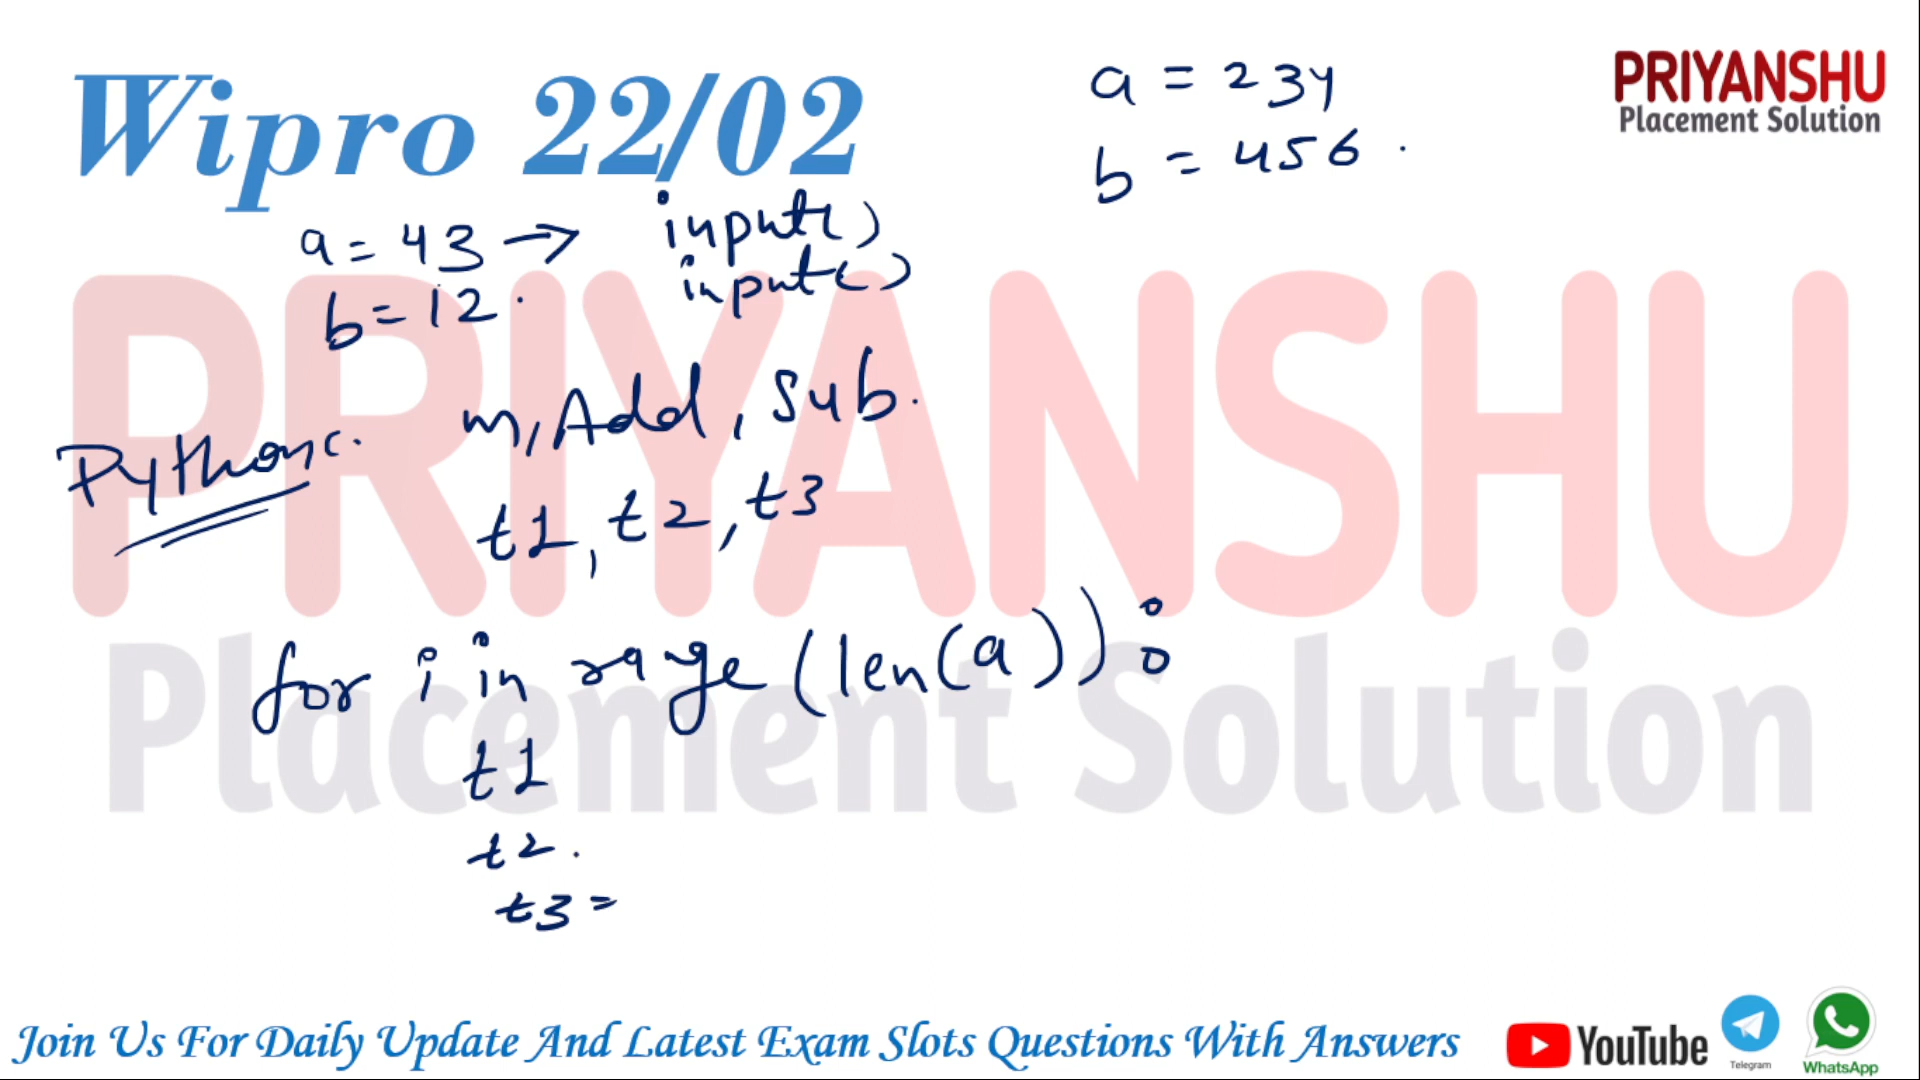 Wipro 22/02
a = 234
b = 456.
PRIYANSHU
Placement Solution
a = 43 → input()
b = 12. input()
m, Add, Sub.
Python:
t1, t2, t3
for i in range (len(a)):
t1
t2.
t3 =
PRIYANSHU
Placement Solution
Join Us For Daily Update And Latest Exam Slots Questions With Answers
YouTube
Telegram
WhatsApp